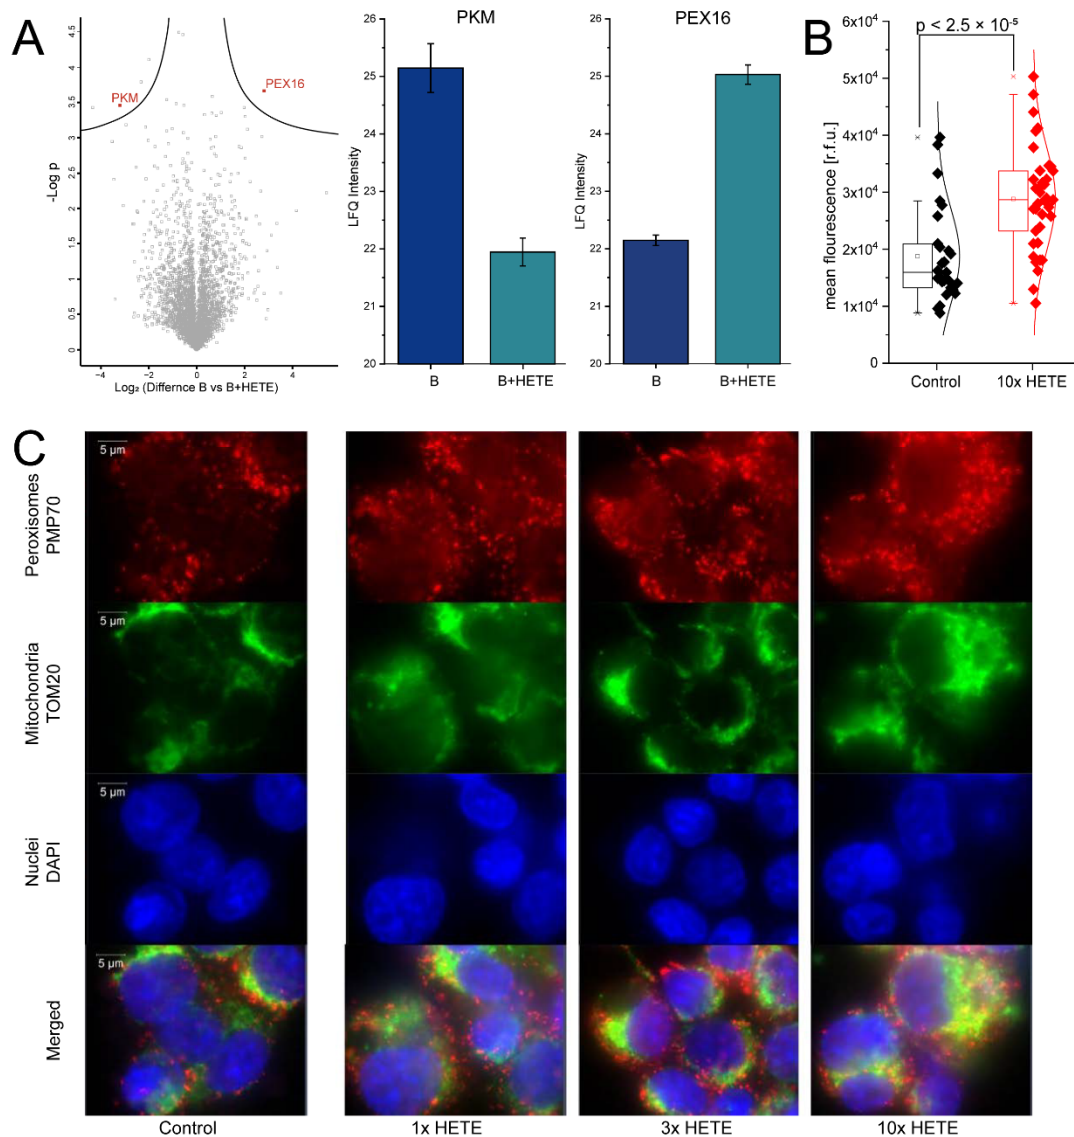 A
PKM
PEX16
-Log p
4.5
4
3.5
3
2.5
2
1.5
1
0.5
0
−4
−2
0
2
4
Log₂ (Differnce B vs B+HETE)
PKM
LFQ Intensity
26
25
24
23
22
21
20
B
B+HETE
PEX16
LFQ Intensity
26
25
24
23
22
21
20
B
B+HETE
B
p < 2.5 × 10⁻⁵
mean flourescence [r.f.u.]
6x10⁴
5x10⁴
4x10⁴
3x10⁴
2x10⁴
1x10⁴
0
Control
10x HETE
C
Peroxisomes
PMP70
5 µm
Mitochondria
TOM20
5 µm
Nuclei
DAPI
5 µm
Merged
5 µm
Control
1x HETE
3x HETE
10x HETE